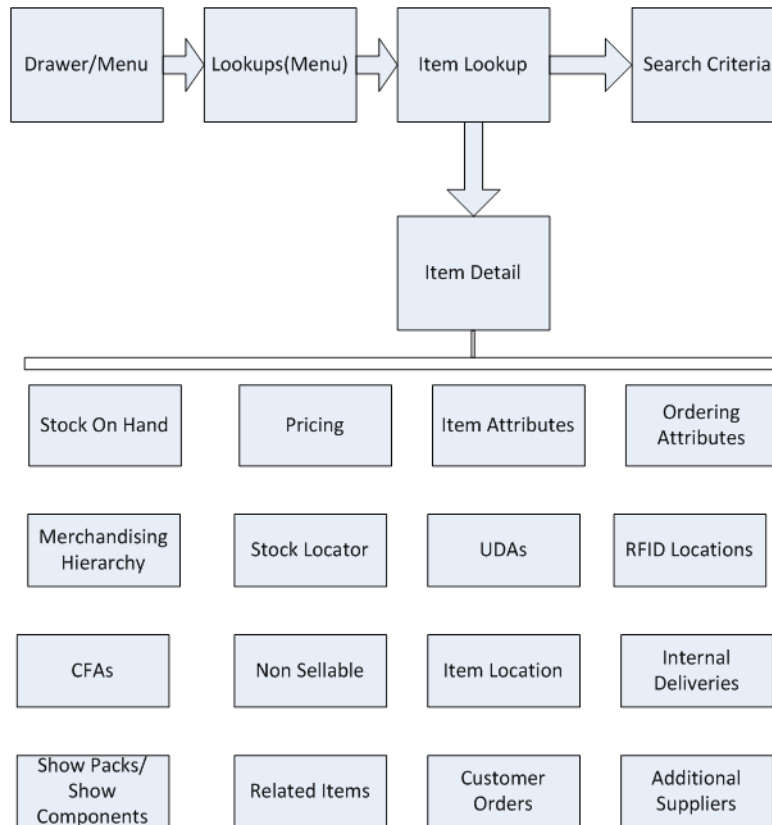 Drawer/Menu
Lookups(Menu)
Item Lookup
Search Criteria
Item Detail
Stock On Hand
Pricing
Item Attributes
Ordering
Attributes
Merchandising
Hierarchy
Stock Locator
UDAs
RFID Locations
CFAs
Non Sellable
Item Location
Internal
Deliveries
Show Packs/
Show
Components
Related Items
Customer
Orders
Additional
Suppliers